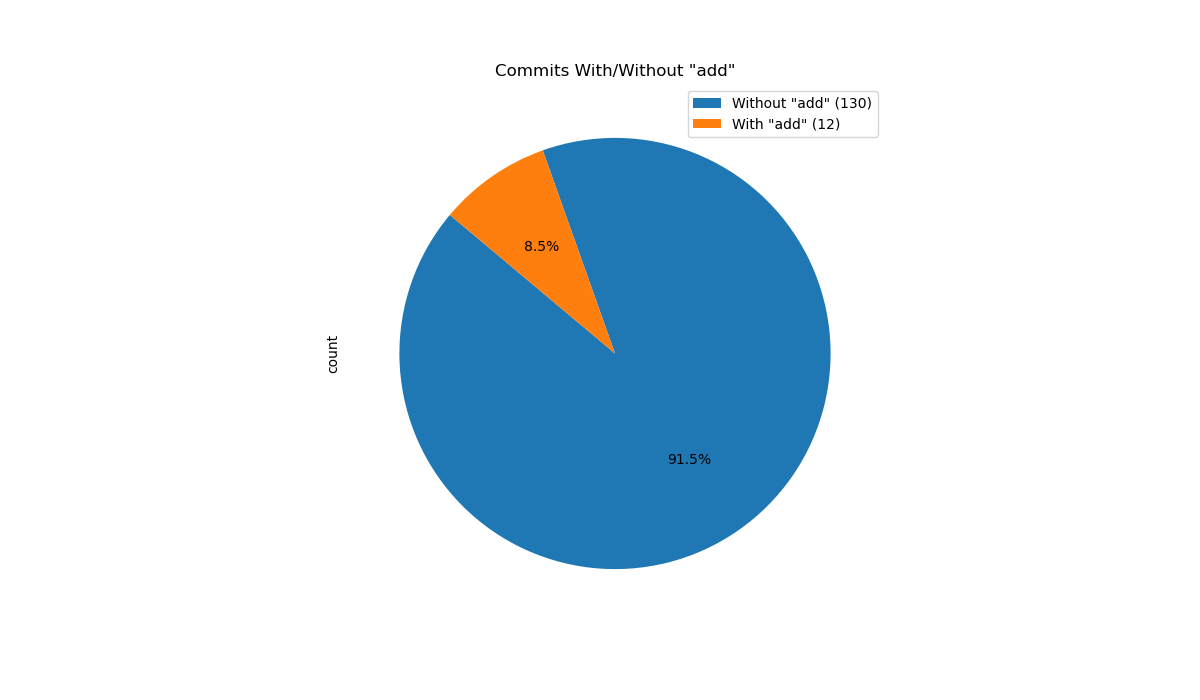 Commits With/Without "add"
Without "add" (130)
With "add" (12)
8.5%
count
91.5%